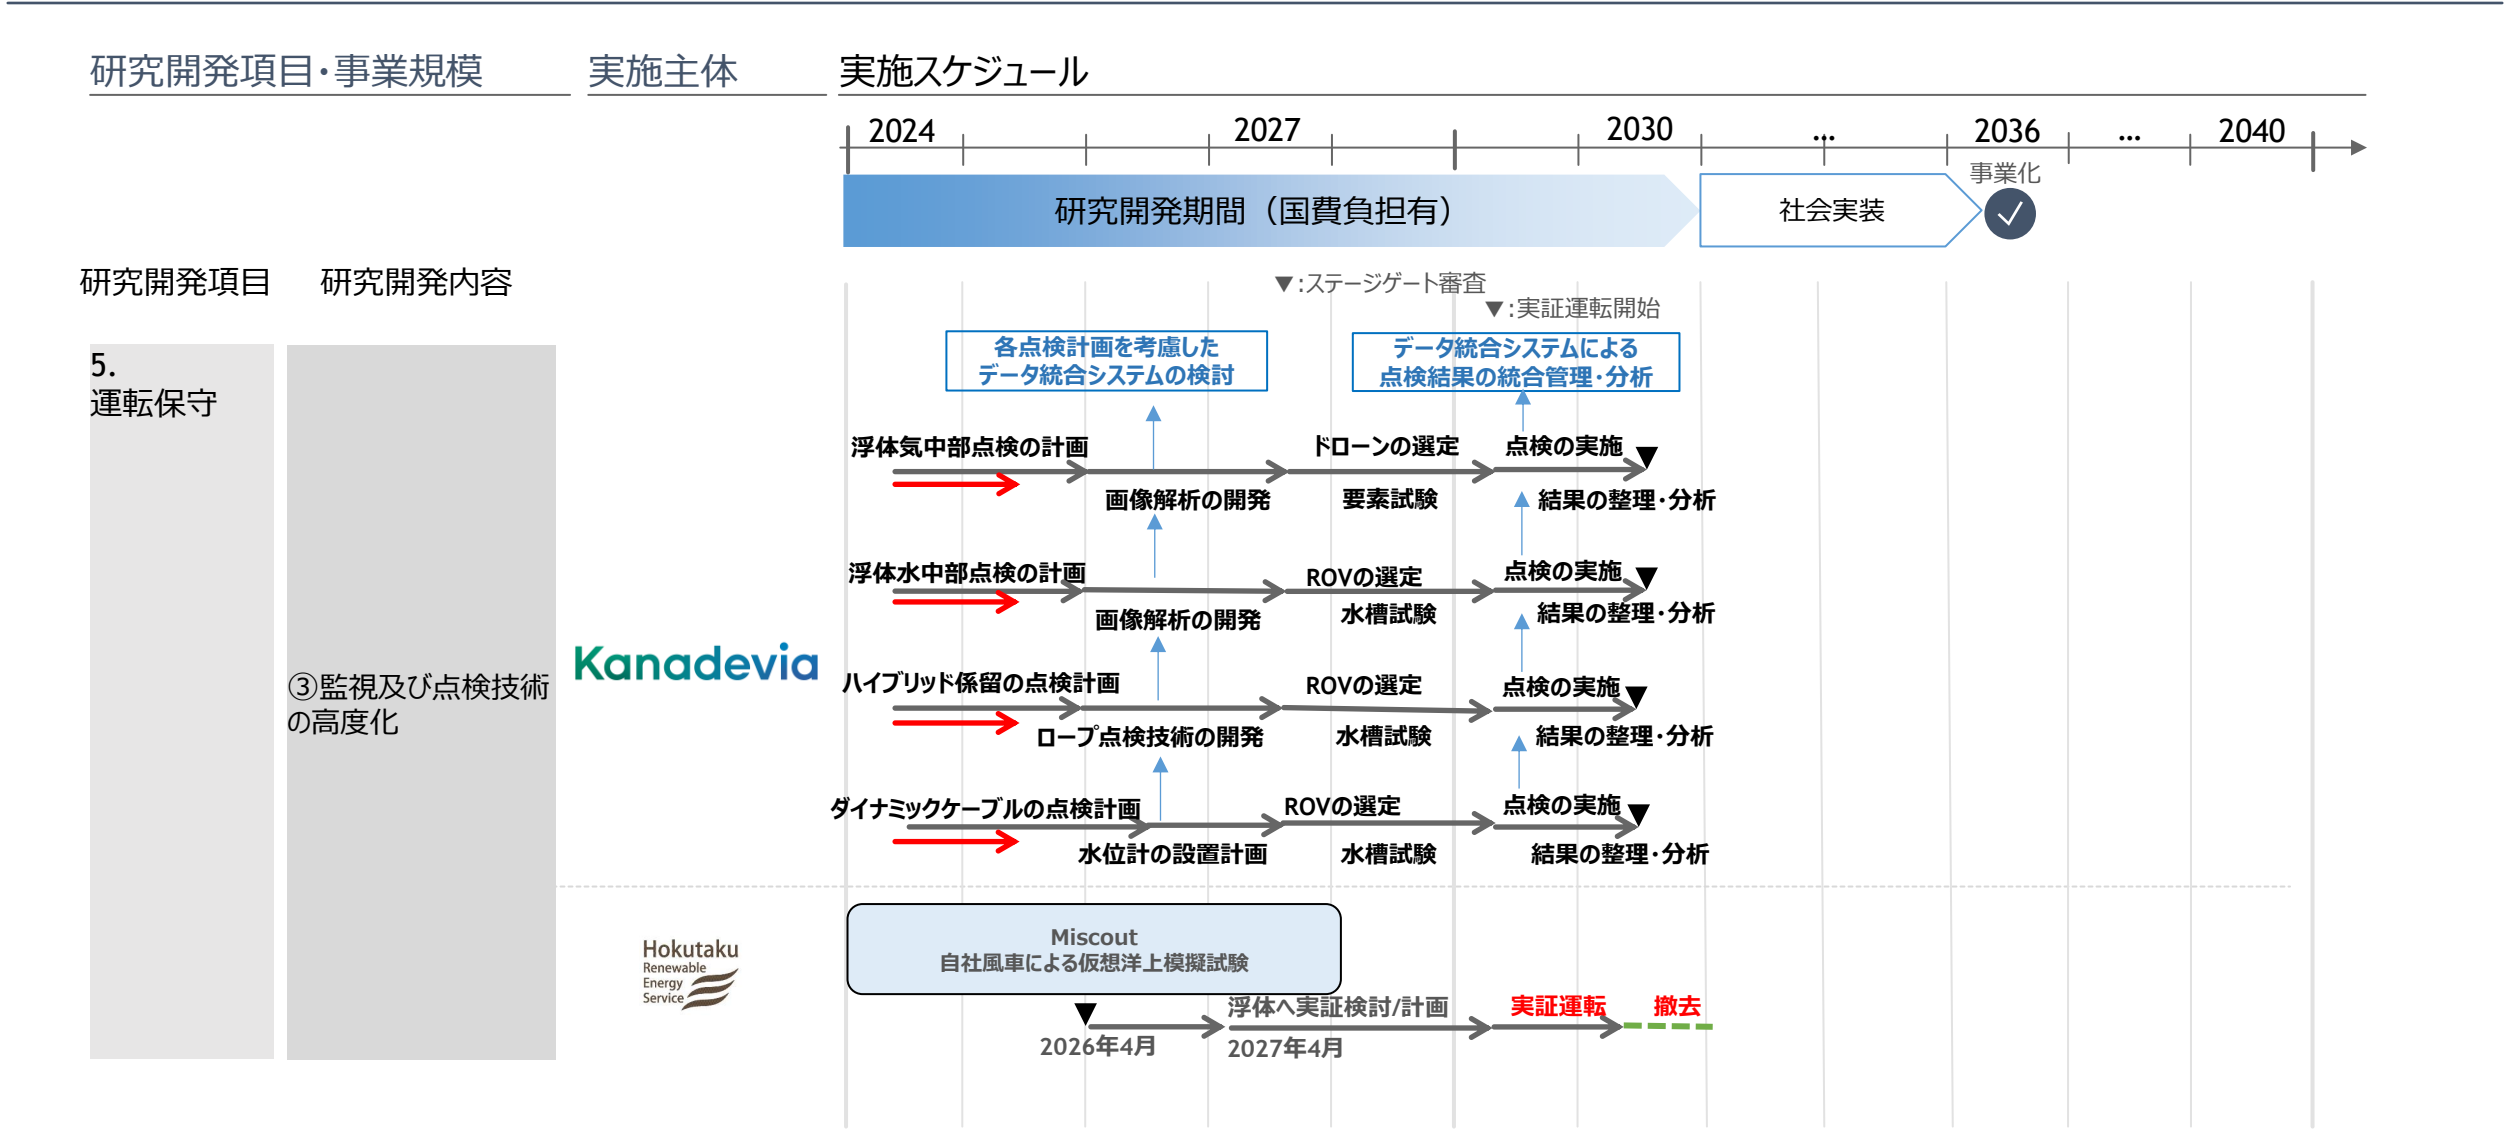 研究開発項目・事業規模
実施主体
実施スケジュール
2024
2027
2030
...
2036
...
2040
事業化
研究開発期間（国費負担有）
社会実装
研究開発項目
研究開発内容
▼:ステージゲート審査
▼:実証運転開始
5.
運転保守
③監視及び点検技術
の高度化
Kanadevia
各点検計画を考慮した
データ統合システムの検討
データ統合システムによる
点検結果の統合管理・分析
浮体気中部点検の計画
ドローンの選定
点検の実施
画像解析の開発
要素試験
結果の整理・分析
浮体水中部点検の計画
ROVの選定
点検の実施
画像解析の開発
水槽試験
結果の整理・分析
ハイブリッド係留の点検計画
ROVの選定
点検の実施
ロープ点検技術の開発
水槽試験
結果の整理・分析
ダイナミックケーブルの点検計画
ROVの選定
点検の実施
水位計の設置計画
水槽試験
結果の整理・分析
Hokutaku
Renewable
Energy
Service
Miscout
自社風車による仮想洋上模擬試験
浮体へ実証検討/計画
実証運転
撤去
2026年4月
2027年4月